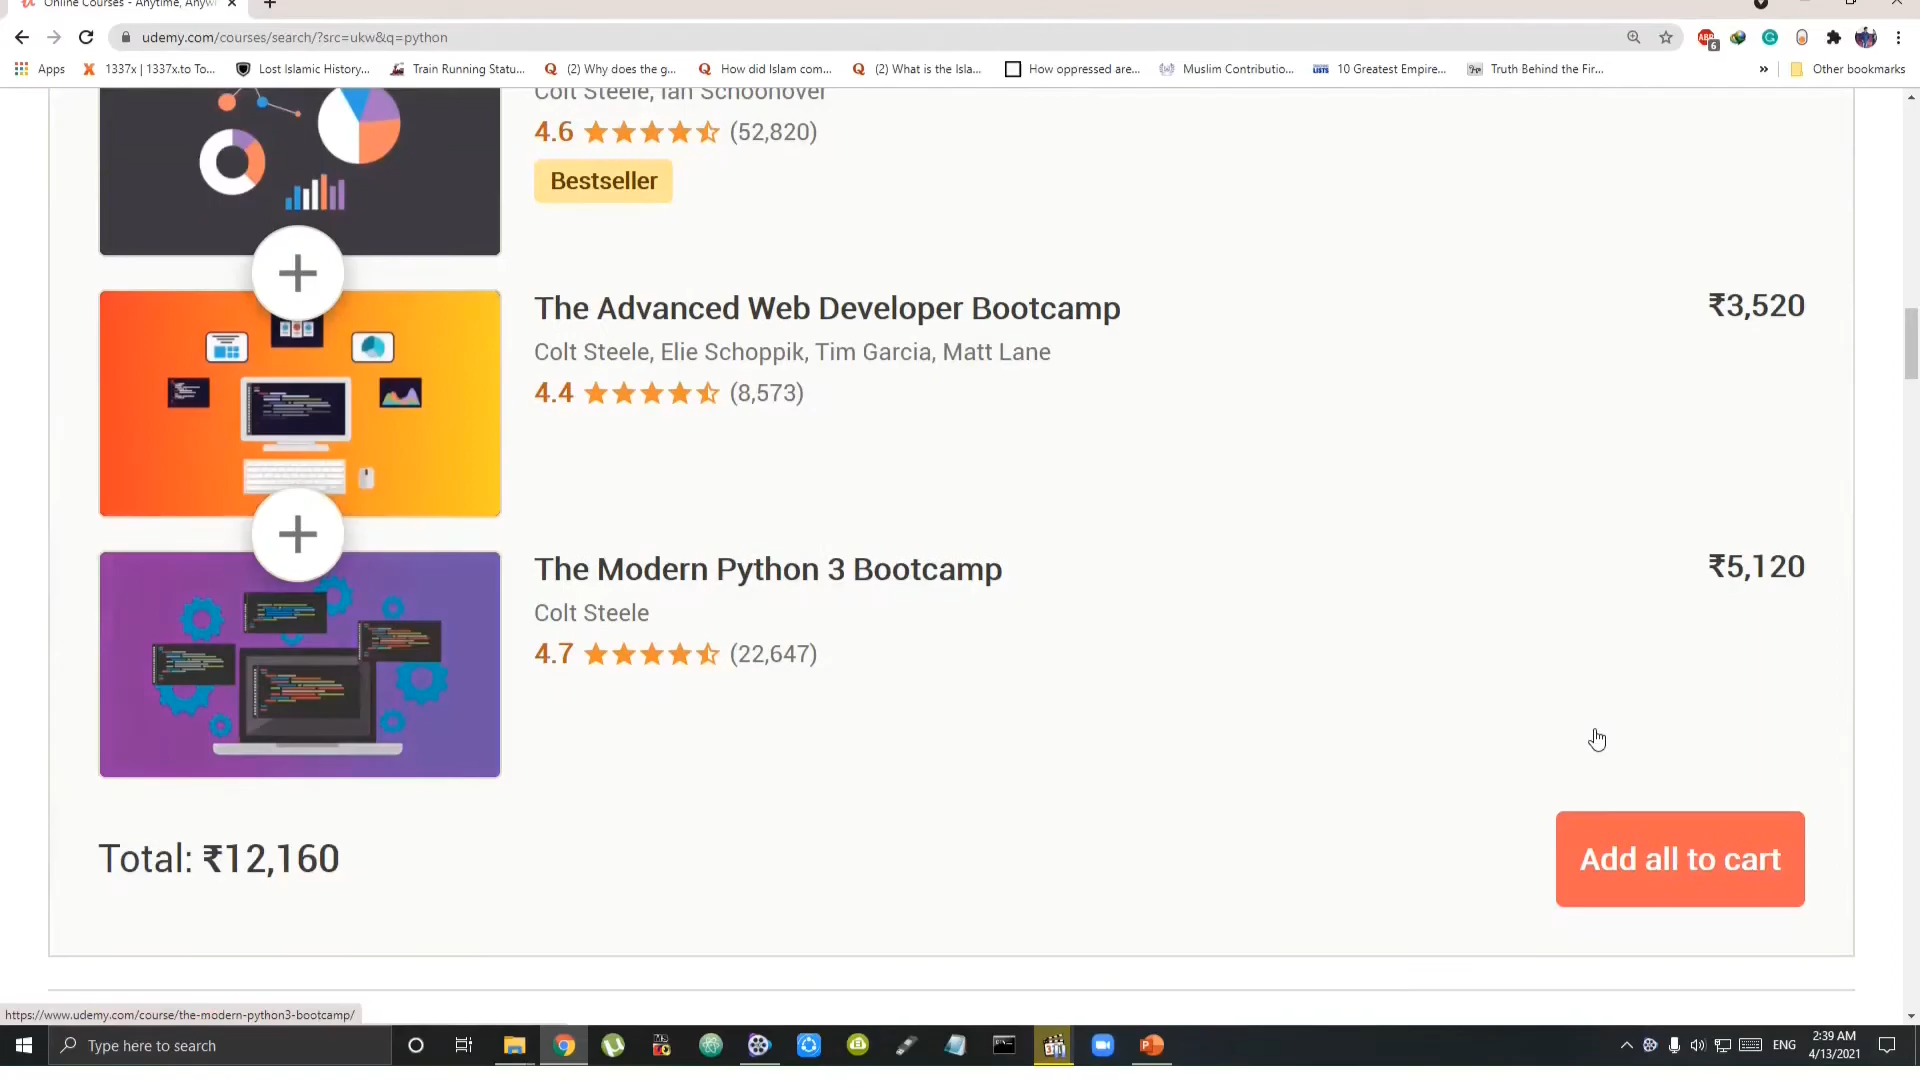 Online Courses - Anytime, Anyw
udemy.com/courses/search/?src=ukw&q=python
6
Apps
1337x | 1337x.to To...
Lost Islamic History...
Train Running Statu...
(2) Why does the g...
How did Islam com...
(2) What is the Isla...
How oppressed are...
Muslim Contributio...
10 Greatest Empire...
Truth Behind the Fir...
»
Other bookmarks
Colt Steele, Ian Schoonover
4.6 (52,820)
Bestseller
The Advanced Web Developer Bootcamp
₹3,520
Colt Steele, Elie Schoppik, Tim Garcia, Matt Lane
4.4 (8,573)
The Modern Python 3 Bootcamp
₹5,120
Colt Steele
4.7 (22,647)
Total: ₹12,160
Add all to cart
https://www.udemy.com/course/the-modern-python3-bootcamp/
Type here to search
ENG
2:39 AM
4/13/2021